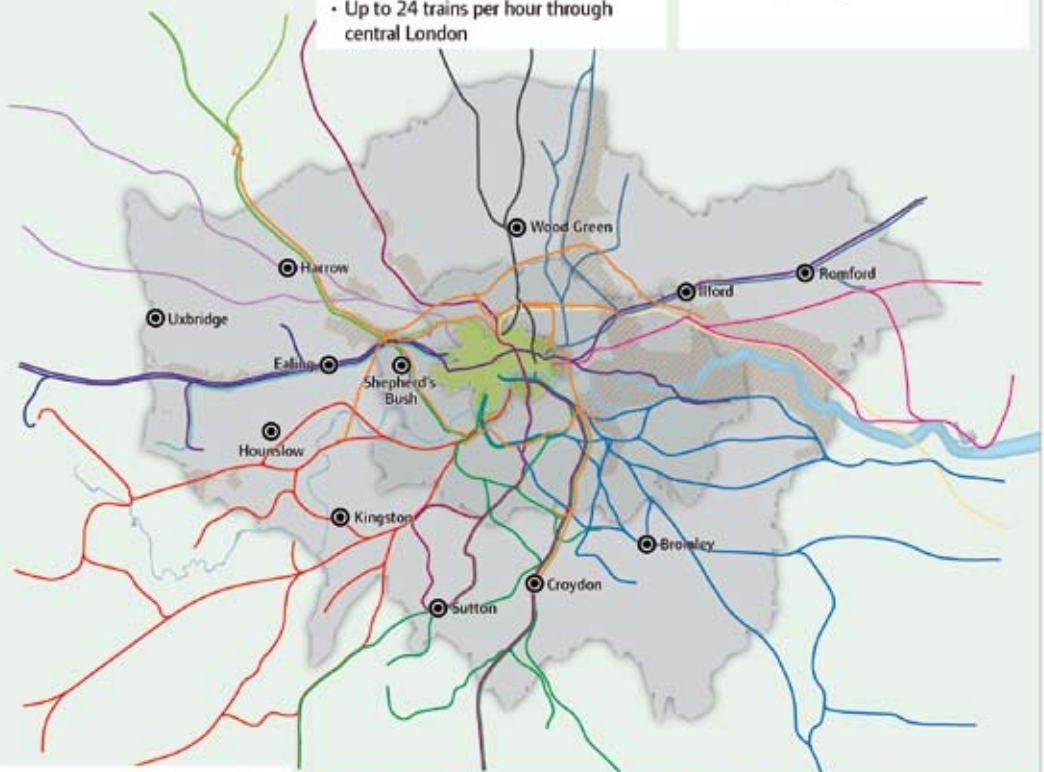 • Up to 24 trains per hour through
central London
Wood Green
Harrow
Romford
Ilford
Uxbridge
Ealing
Shepherd's
Bush
Hounslow
Kingston
Bromley
Croydon
Sutton